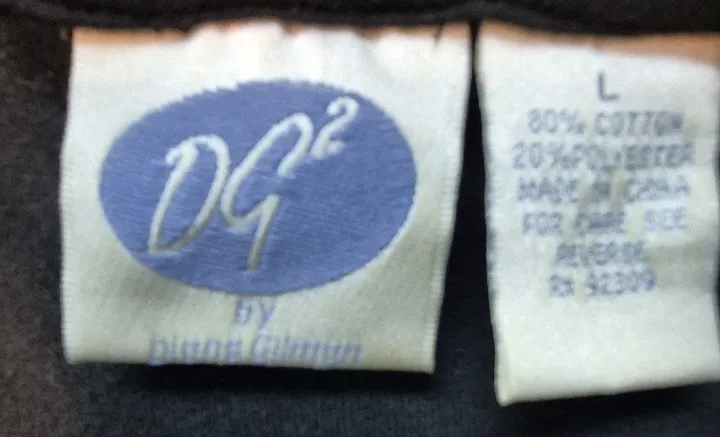 DG²
by
Diane Gilman
L
80% COTTON
20% POLYESTER
MADE IN CHINA
FOR CARE SEE
REVERSE
RN 92309